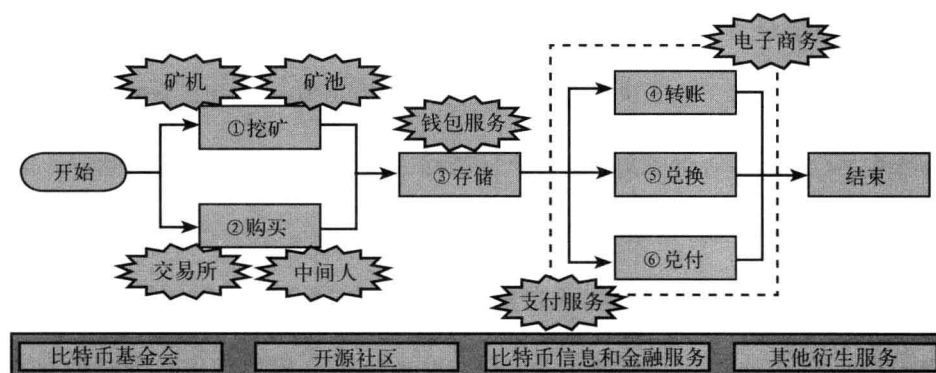 电子商务
矿机
矿池
④转账
①挖矿
钱包服务
开始
③存储
⑤兑换
结束
②购买
⑥兑付
交易所
中间人
支付服务
比特币基金会
开源社区
比特币信息和金融服务
其他衍生服务